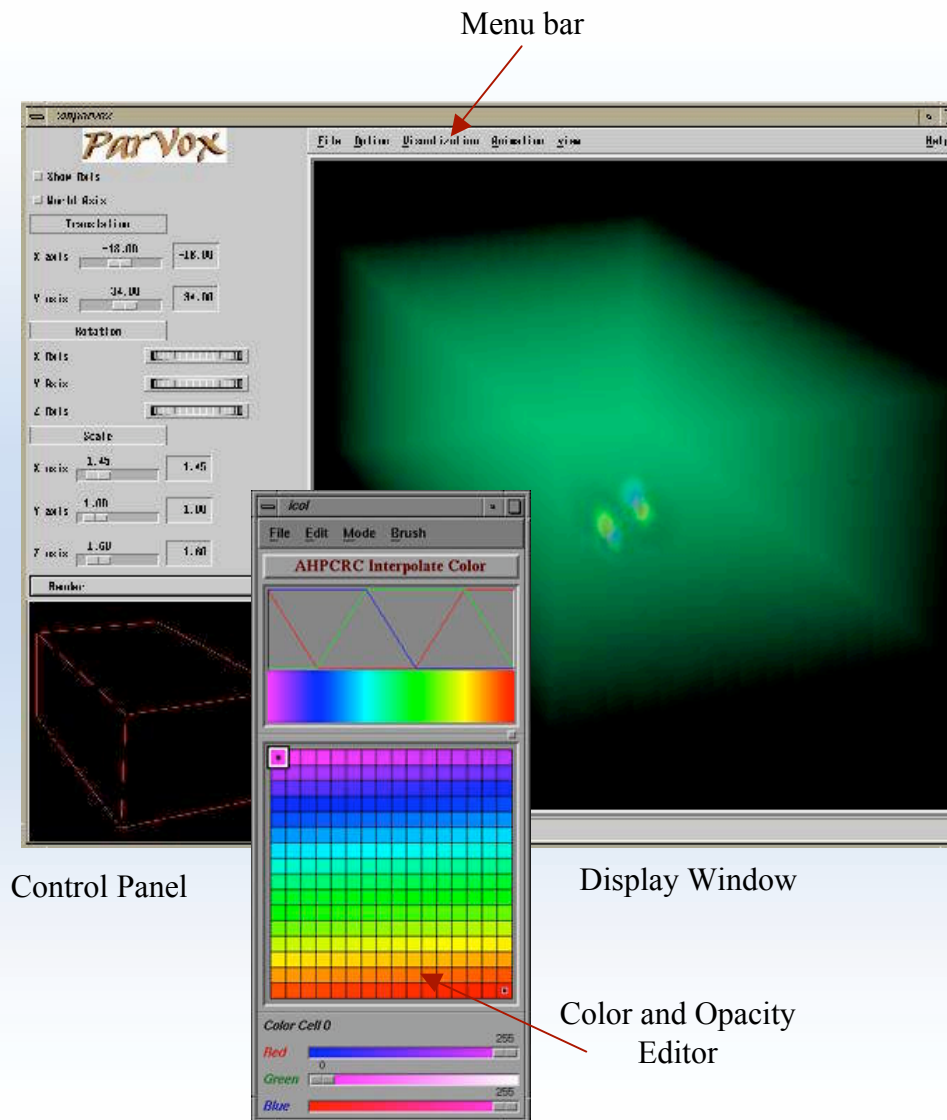 Menu bar
xmparvox
ParVox
File Option Visualization Animation view Help
Show Axis
World Axis
Translation
X axis -18.00 -18.00
Y axis 34.00 34.00
Rotation
X Axis
Y Axis
Z Axis
Scale
X axis 1.45 1.45
Y axis 1.00 1.00
Z axis 1.60 1.60
Render
icol
File Edit Mode Brush
AHPCRC Interpolate Color
Control Panel
Display Window
Color and Opacity
Editor
Color Cell 0
255
Red
0
Green
255
Blue